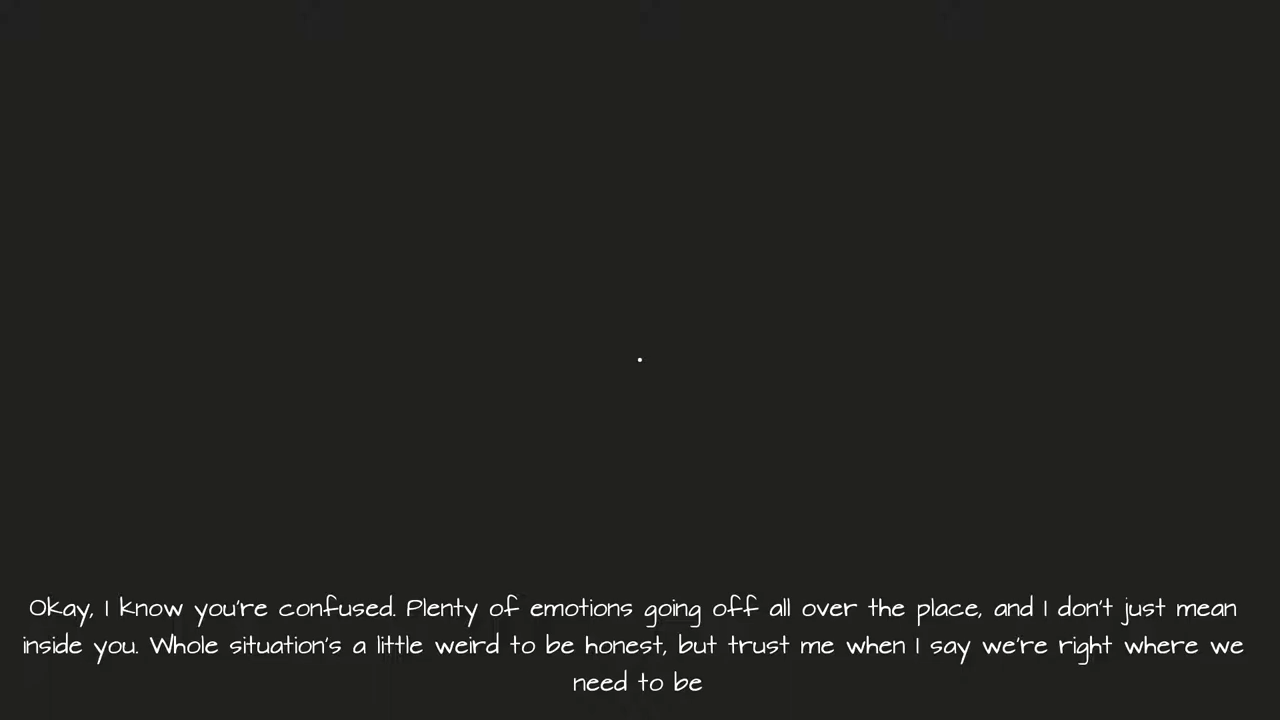 Okay, I know you're confused. Plenty of emotions going off all over the place, and I don't just mean
inside you. Whole situation's a little weird to be honest, but trust me when I say we're right where we
need to be